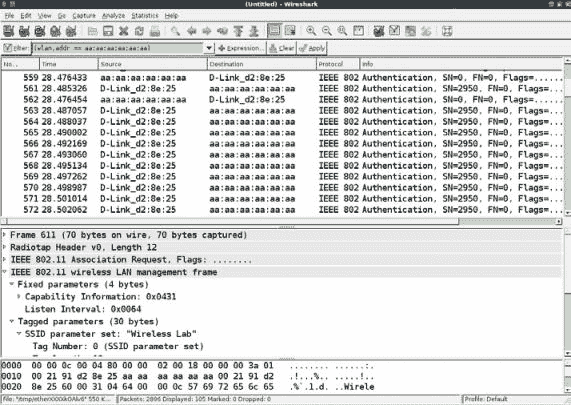 (Untitled) - Wireshark
File Edit View Go Capture Analyze Statistics Help
Filter: (wlan.addr == aa:aa:aa:aa:aa:aa) Expression... Clear Apply
No. . Time Source Destination Protocol Info
559 28.476433 aa:aa:aa:aa:aa:aa D-Link_d2:8e:25 IEEE 802 Authentication, SN=0, FN=0, Flags=......
561 28.485326 D-Link_d2:8e:25 aa:aa:aa:aa:aa:aa IEEE 802 Authentication, SN=2950, FN=0, Flags=...
562 28.476454 aa:aa:aa:aa:aa:aa D-Link_d2:8e:25 IEEE 802 Authentication, SN=0, FN=0, Flags=......
563 28.487057 D-Link_d2:8e:25 aa:aa:aa:aa:aa:aa IEEE 802 Authentication, SN=2950, FN=0, Flags=...
564 28.488037 D-Link_d2:8e:25 aa:aa:aa:aa:aa:aa IEEE 802 Authentication, SN=2950, FN=0, Flags=...
565 28.490002 D-Link_d2:8e:25 aa:aa:aa:aa:aa:aa IEEE 802 Authentication, SN=2950, FN=0, Flags=...
566 28.492169 D-Link_d2:8e:25 aa:aa:aa:aa:aa:aa IEEE 802 Authentication, SN=2950, FN=0, Flags=...
567 28.493060 D-Link_d2:8e:25 aa:aa:aa:aa:aa:aa IEEE 802 Authentication, SN=2950, FN=0, Flags=...
568 28.495134 D-Link_d2:8e:25 aa:aa:aa:aa:aa:aa IEEE 802 Authentication, SN=2950, FN=0, Flags=...
569 28.497262 D-Link_d2:8e:25 aa:aa:aa:aa:aa:aa IEEE 802 Authentication, SN=2950, FN=0, Flags=...
570 28.498987 D-Link_d2:8e:25 aa:aa:aa:aa:aa:aa IEEE 802 Authentication, SN=2950, FN=0, Flags=...
571 28.501014 D-Link_d2:8e:25 aa:aa:aa:aa:aa:aa IEEE 802 Authentication, SN=2950, FN=0, Flags=...
572 28.502062 D-Link_d2:8e:25 aa:aa:aa:aa:aa:aa IEEE 802 Authentication, SN=2950, FN=0, Flags=...
Frame 611 (70 bytes on wire, 70 bytes captured)
Radiotap Header v0, Length 12
IEEE 802.11 Association Request, Flags: ........
IEEE 802.11 wireless LAN management frame
Fixed parameters (4 bytes)
Capability Information: 0x0431
Listen Interval: 0x0064
Tagged parameters (30 bytes)
SSID parameter set: "Wireless Lab"
Tag Number: 0 (SSID parameter set)
0000 00 00 0c 00 04 80 00 00 02 00 18 00 00 00 3a 01 ........ ......:.
0010 00 21 91 d2 8e 25 aa aa aa aa aa aa 00 21 91 d2 .!...%.. .....!..
0020 8e 25 60 00 31 04 64 00 00 0c 57 69 72 65 6c 65 .%`.1.d. ..Wirele
Packets: 2896 Displayed: 105 Marked: 0 Dropped: 0
Profile: Default